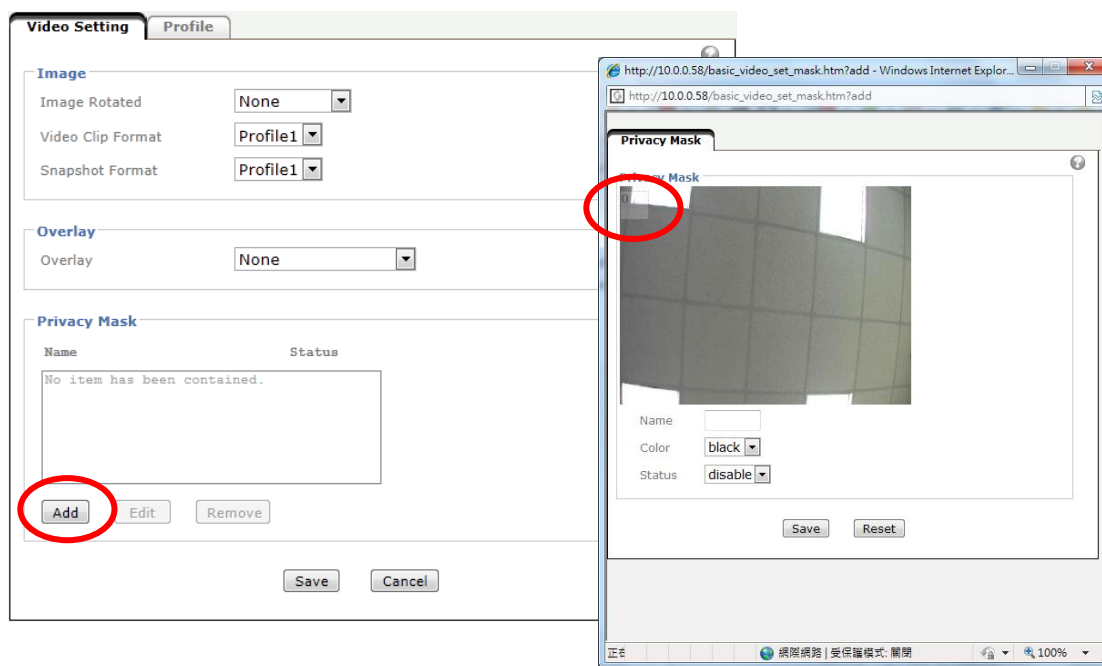 Video Setting Profile
Image
Image Rotated None
Video Clip Format Profile1
Snapshot Format Profile1
Overlay
Overlay None
Privacy Mask
Name Status
No item has been contained.
Add Edit Remove
Save Cancel
http://10.0.0.58/basic_video_set_mask.htm?add - Windows Internet Explor...
http://10.0.0.58/basic_video_set_mask.htm?add
Privacy Mask
Privacy Mask
0
Name
Color black
Status disable
Save Reset
正在 網際網路 | 受保護模式: 關閉 100%